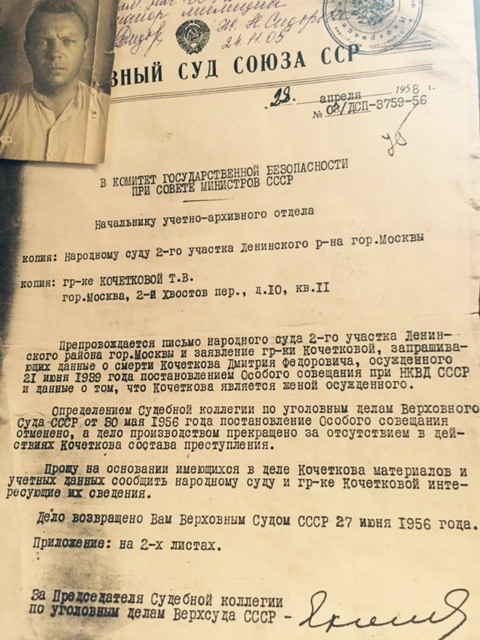 майор милиции
Н. Сидорова
24.11.05
ВНЫЙ СУД СОЮЗА ССР
„23„ апреля 1958 г.
№ 02/ДСП-3759-56
В КОМИТЕТ ГОСУДАРСТВЕННОЙ БЕЗОПАСНОСТИ
ПРИ СОВЕТЕ МИНИСТРОВ СССР
Начальнику учетно-архивного отдела
копия: Народному суду 2-го участка Ленинского р-на гор.Москвы
копия: гр-ке КОЧЕТКОВОЙ Т.В.
гор.Москва, 2-й Хвостов пер., д.10, кв.II
Препровождается письмо народного суда 2-го участка Ленин-
ского района гор.Москвы и заявление гр-ки Кочетковой, запрашиваю-
ющих данные о смерти Кочеткова Дмитрия Федоровича, осужденного
21 июня 1939 года постановлением Особого совещания при НКВД СССР
и данные о том, что Кочеткова является женой осужденного.
Определением Судебной коллегии по уголовным делам Верховного
Суда СССР от 30 мая 1956 года постановление Особого совещания
отменено, а дело производством прекращено за отсутствием в дей-
ствиях Кочеткова состава преступления.
Прошу на основании имеющихся в деле Кочеткова материалов и
учетных данных сообщить народному суду и гр-ке Кочетковой инте-
ресующие их сведения.
Дело возвращено Вам Верховным Судом СССР 27 июня 1956 года.
Приложение: на 2-х листах.
За Председателя Судебной коллегии
по уголовным делам Верхсуда СССР -